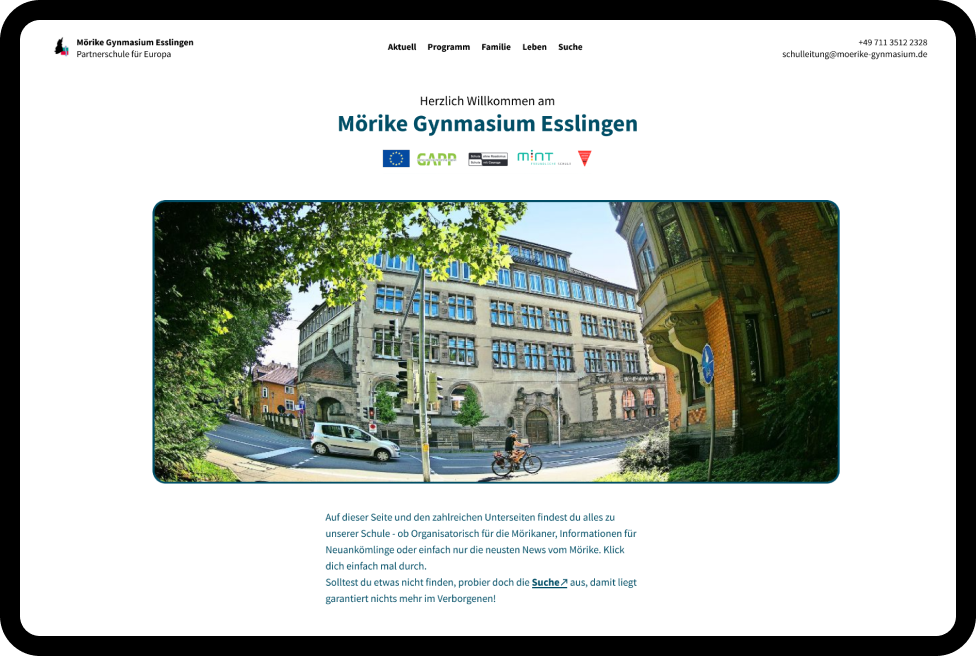 Mörike Gynmasium Esslingen
Partnerschule für Europa
Aktuell Programm Familie Leben Suche
+49 711 3512 2328
schulleitung@moerike-gynmasium.de
Herzlich Willkommen am
Mörike Gynmasium Esslingen
GAPP
MINT
Auf dieser Seite und den zahlreichen Unterseiten findest du alles zu
unserer Schule - ob Organisatorisch für die Mörikaner, Informationen für
Neuankömlinge oder einfach nur die neusten News vom Mörike. Klick
dich einfach mal durch.
Solltest du etwas nicht finden, probier doch die Suche↗ aus, damit liegt
garantiert nichts mehr im Verborgenen!